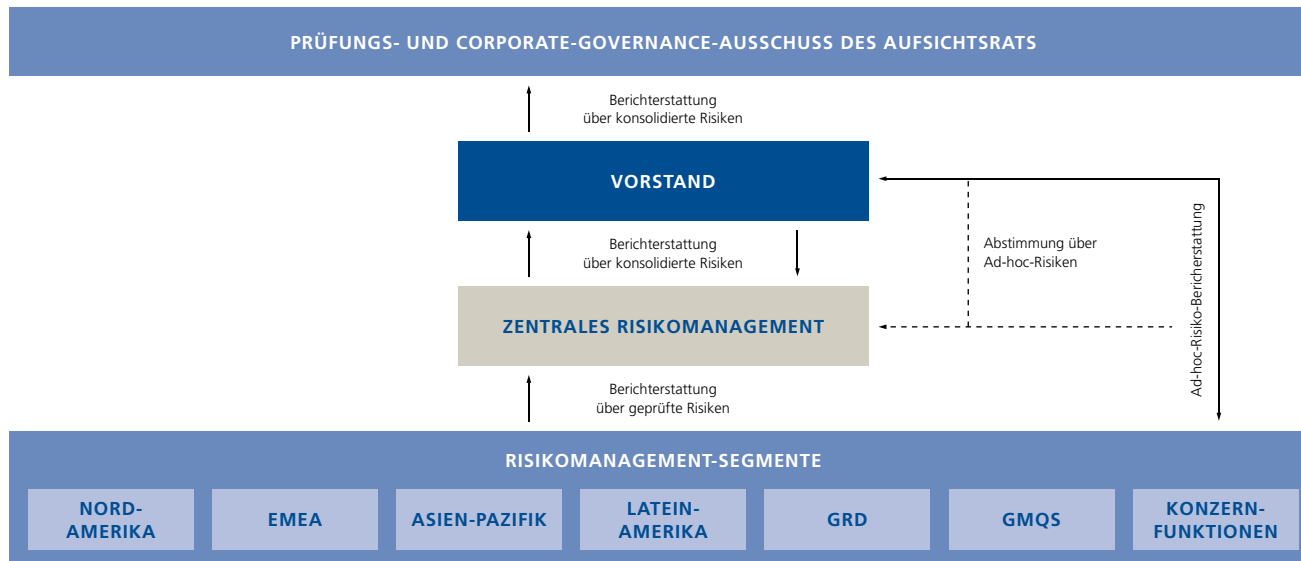 PRÜFUNGS- UND CORPORATE-GOVERNANCE-AUSSCHUSS DES AUFSICHTSRATS
Berichterstattung
über konsolidierte Risiken
VORSTAND
Berichterstattung
über konsolidierte Risiken
Abstimmung über
Ad-hoc-Risiken
Ad-hoc-Risiko-Berichterstattung
ZENTRALES RISIKOMANAGEMENT
Berichterstattung
über geprüfte Risiken
RISIKOMANAGEMENT-SEGMENTE
NORD-
AMERIKA
EMEA
ASIEN-PAZIFIK
LATEIN-
AMERIKA
GRD
GMQS
KONZERN-
FUNKTIONEN